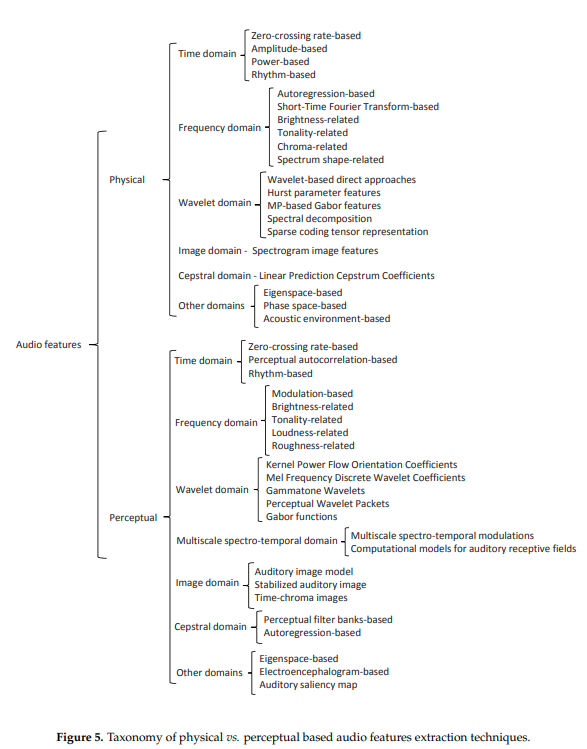 Zero-crossing rate-based
Amplitude-based
Time domain
Power-based
Rhythm-based
Autoregression-based
Short-Time Fourier Transform-based
Brightness-related
Frequency domain
Tonality-related
Chroma-related
Spectrum shape-related
Physical
Wavelet-based direct approaches
Hurst parameter features
Wavelet domain
MP-based Gabor features
Spectral decomposition
Sparse coding tensor representation
Image domain - Spectrogram image features
Cepstral domain - Linear Prediction Cepstrum Coefficients
Eigenspace-based
Other domains
Phase space-based
Acoustic environment-based
Audio features
Zero-crossing rate-based
Time domain
Perceptual autocorrelation-based
Rhythm-based
Modulation-based
Brightness-related
Frequency domain
Tonality-related
Loudness-related
Roughness-related
Kernel Power Flow Orientation Coefficients
Mel Frequency Discrete Wavelet Coefficients
Wavelet domain
Gammatone Wavelets
Perceptual Wavelet Packets
Gabor functions
Perceptual
Multiscale spectro-temporal domain
Multiscale spectro-temporal modulations
Computational models for auditory receptive fields
Auditory image model
Image domain
Stabilized auditory image
Time-chroma images
Cepstral domain
Perceptual filter banks-based
Autoregression-based
Eigenspace-based
Other domains
Electroencephalogram-based
Auditory saliency map
Figure 5. Taxonomy of physical vs. perceptual based audio features extraction techniques.